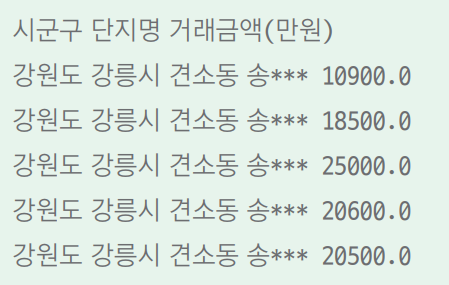 시군구 단지명 거래금액(만원)
강원도 강릉시 견소동 송*** 10900.0
강원도 강릉시 견소동 송*** 18500.0
강원도 강릉시 견소동 송*** 25000.0
강원도 강릉시 견소동 송*** 20600.0
강원도 강릉시 견소동 송*** 20500.0